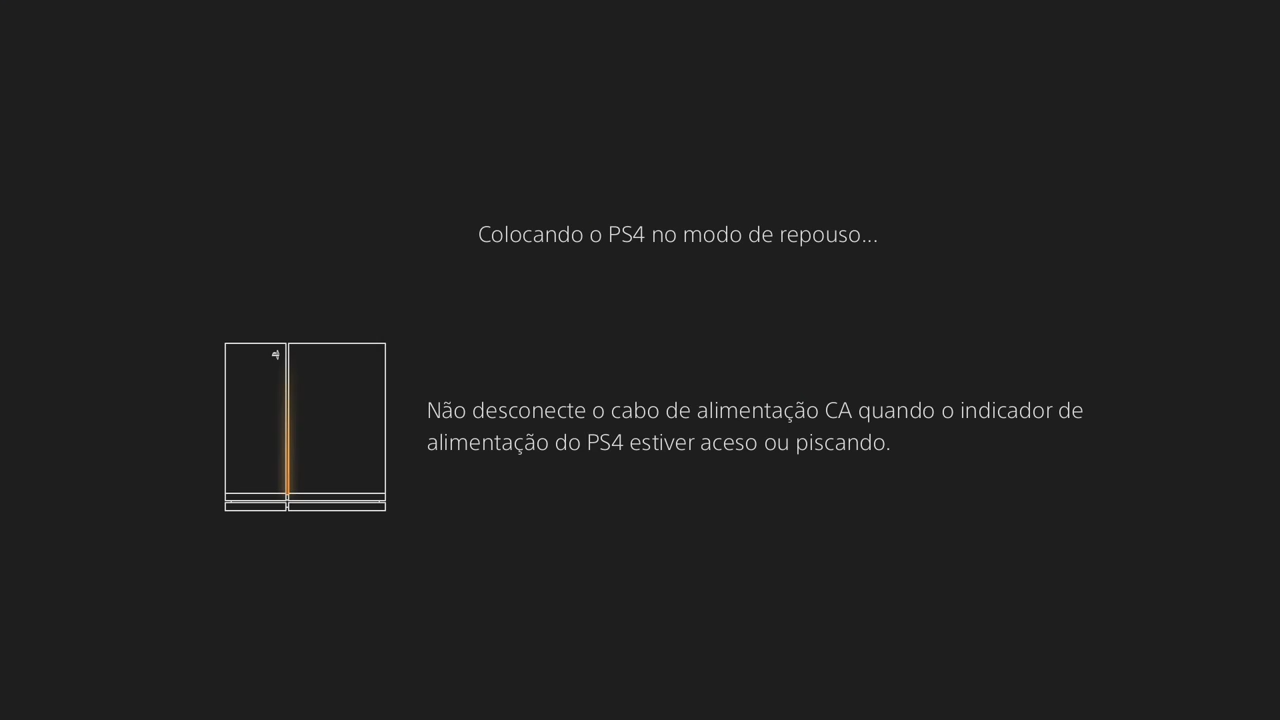 Colocando o PS4 no modo de repouso...
Não desconecte o cabo de alimentação CA quando o indicador de
alimentação do PS4 estiver aceso ou piscando.